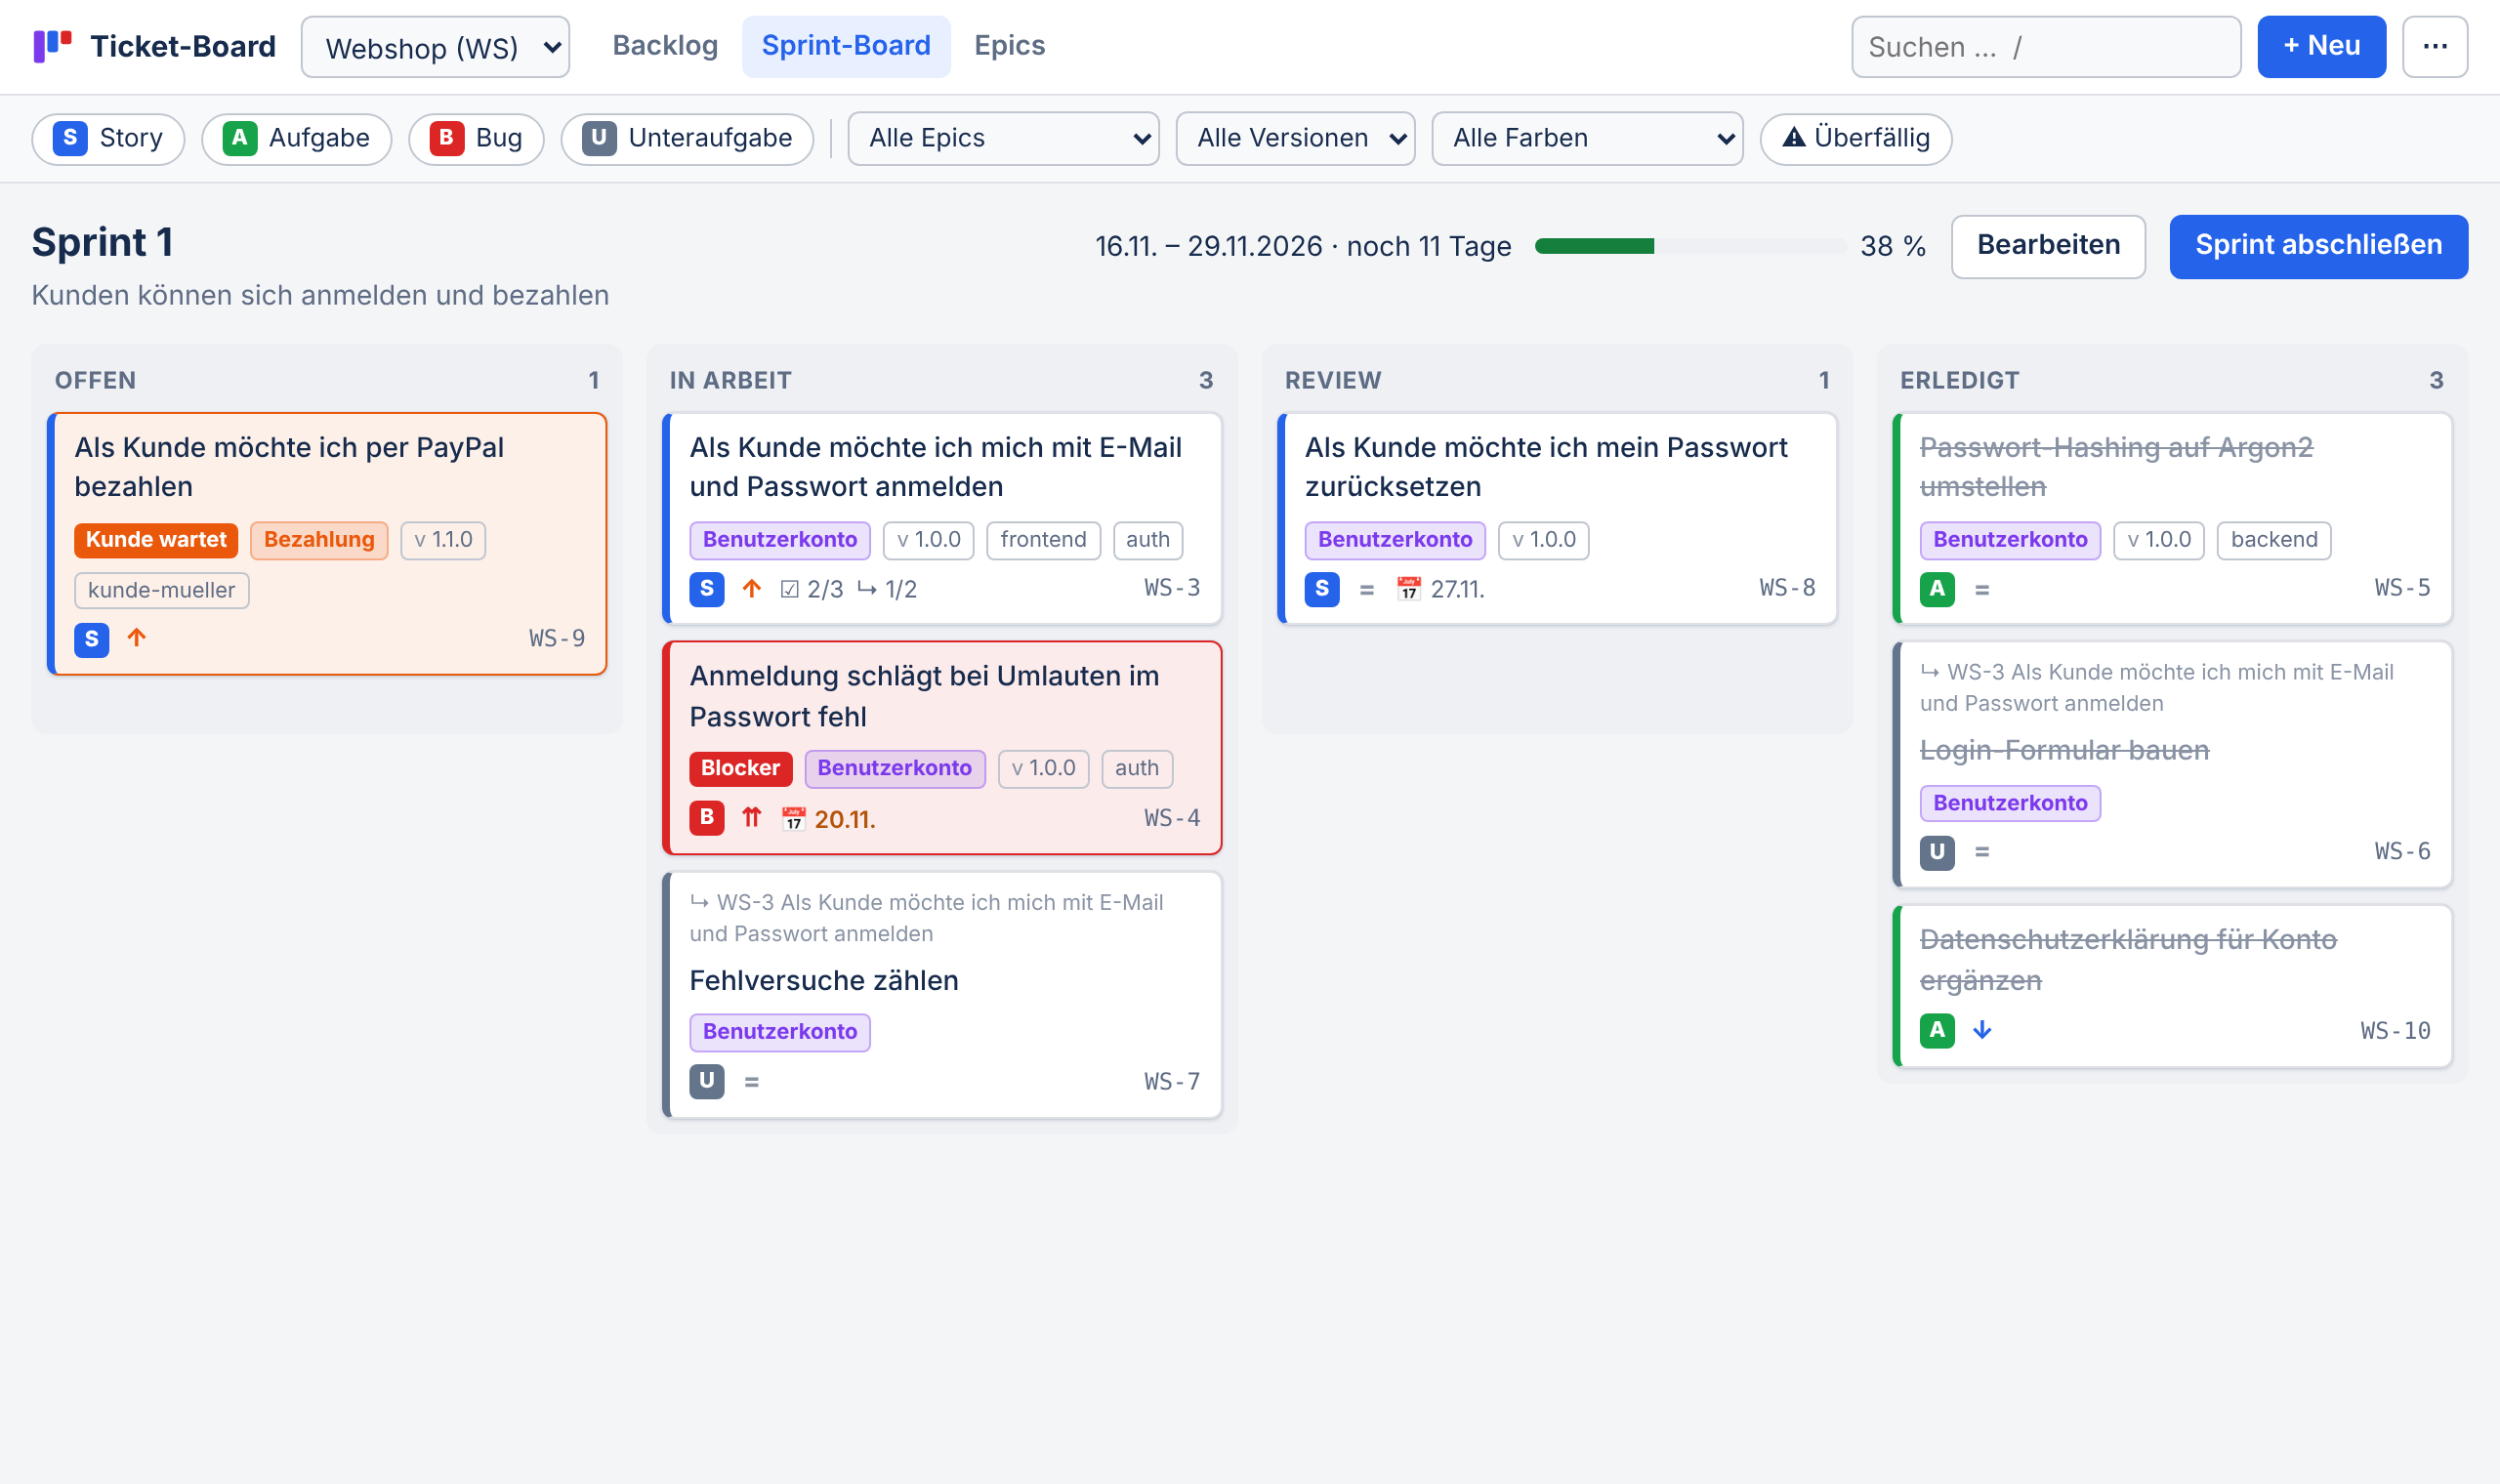 Ticket-Board Webshop (WS) Backlog Sprint-Board Epics Suchen ... / + Neu ⋯
S Story A Aufgabe B Bug U Unteraufgabe Alle Epics Alle Versionen Alle Farben ⚠ Überfällig
Sprint 1 16.11. – 29.11.2026 · noch 11 Tage 38 % Bearbeiten Sprint abschließen
Kunden können sich anmelden und bezahlen
OFFEN 1
Als Kunde möchte ich per PayPal
bezahlen
Kunde wartet Bezahlung v 1.1.0
kunde-mueller
S ↑ WS-9
IN ARBEIT 3
Als Kunde möchte ich mich mit E-Mail
und Passwort anmelden
Benutzerkonto v 1.0.0 frontend auth
S ↑ ☑ 2/3 ↳ 1/2 WS-3
Anmeldung schlägt bei Umlauten im
Passwort fehl
Blocker Benutzerkonto v 1.0.0 auth
B ⇈ 📅 20.11. WS-4
↳ WS-3 Als Kunde möchte ich mich mit E-Mail
und Passwort anmelden
Fehlversuche zählen
Benutzerkonto
U = WS-7
REVIEW 1
Als Kunde möchte ich mein Passwort
zurücksetzen
Benutzerkonto v 1.0.0
S = 📅 27.11. WS-8
ERLEDIGT 3
Passwort-Hashing auf Argon2
umstellen
Benutzerkonto v 1.0.0 backend
A = WS-5
↳ WS-3 Als Kunde möchte ich mich mit E-Mail
und Passwort anmelden
Login-Formular bauen
Benutzerkonto
U = WS-6
Datenschutzerklärung für Konto
ergänzen
A ↓ WS-10